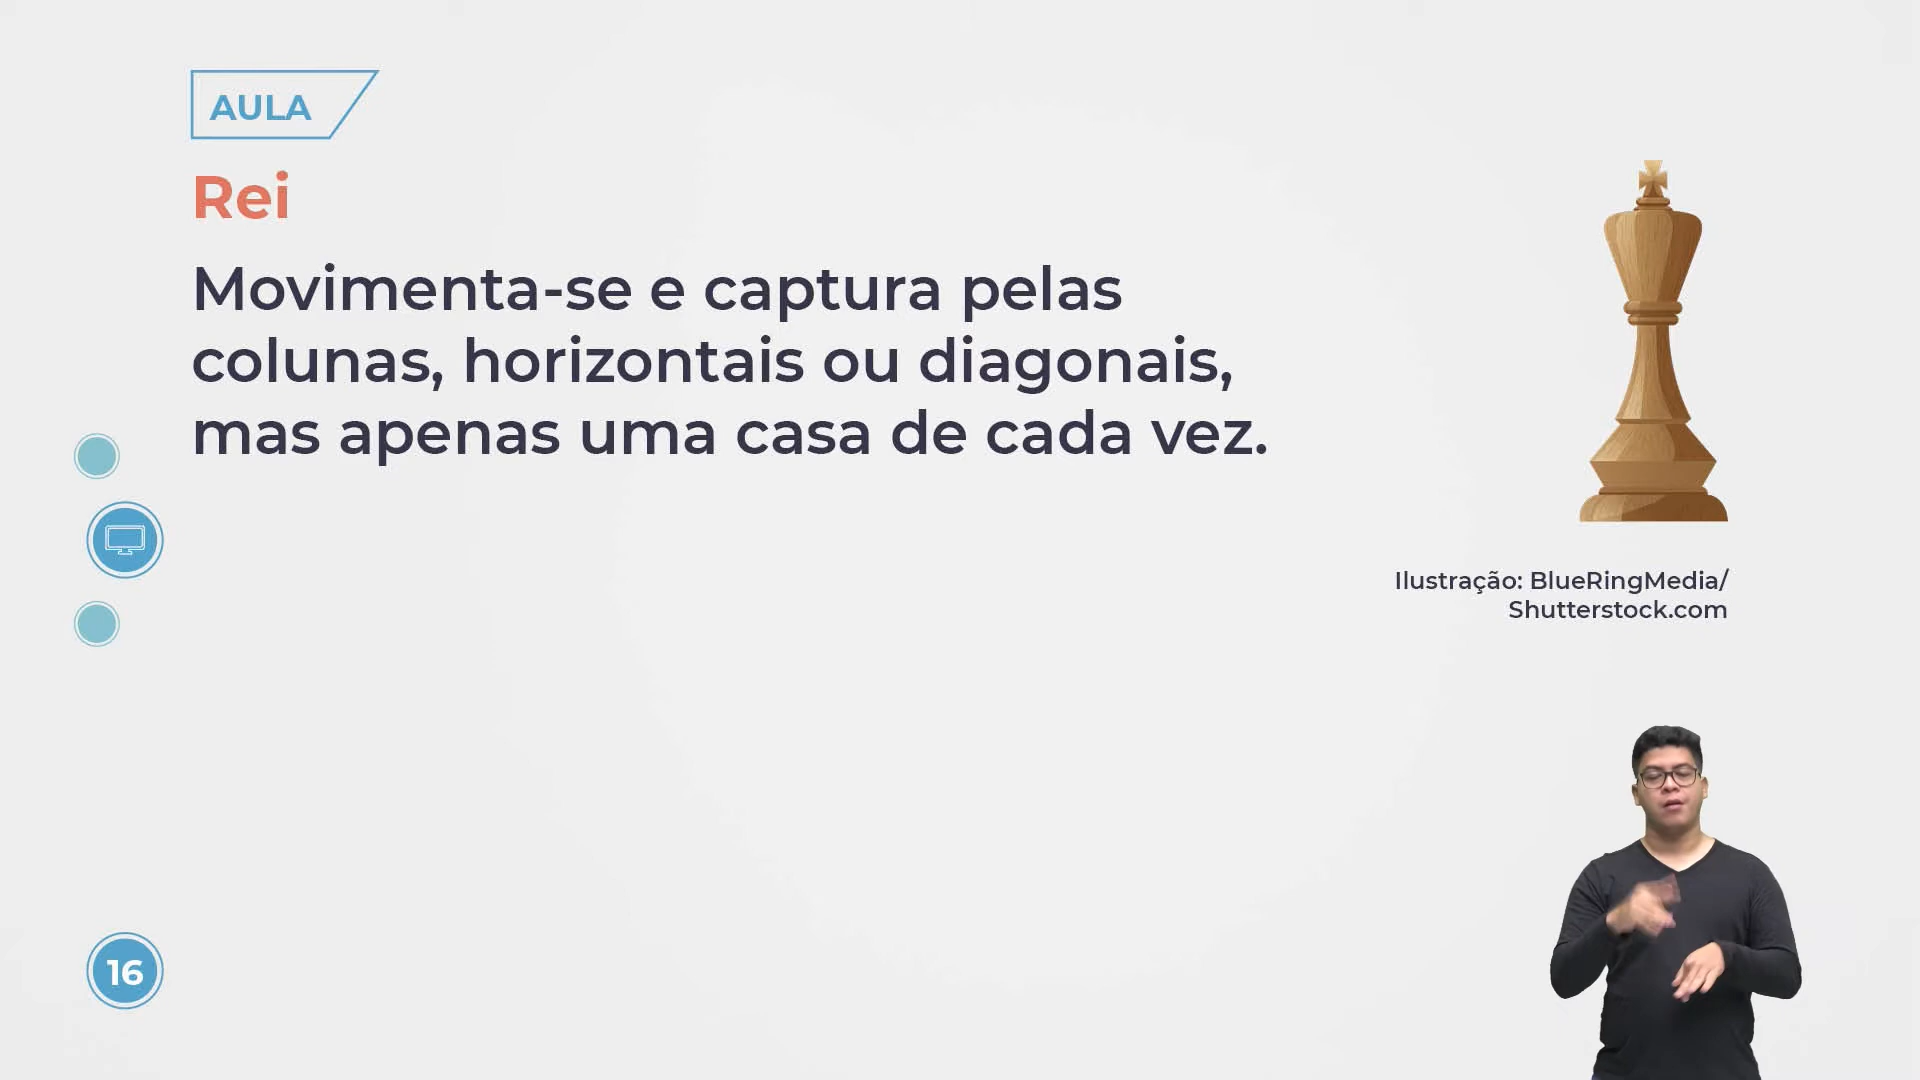 AULA
Rei
Movimenta-se e captura pelas
colunas, horizontais ou diagonais,
mas apenas uma casa de cada vez.
Ilustração: BlueRingMedia/
Shutterstock.com
16